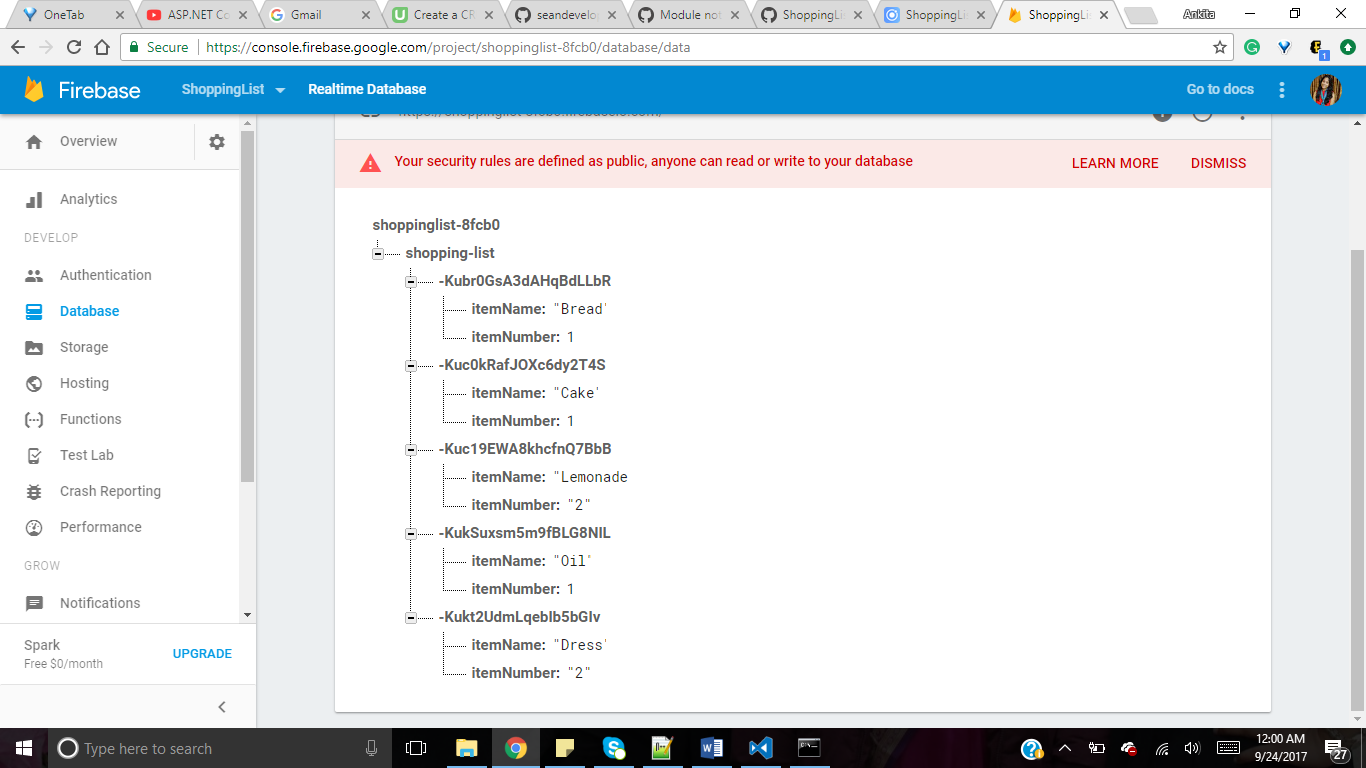 OneTab
ASP.NET Co
Gmail
Create a CR
seandevelop
Module not
ShoppingLi
ShoppingLi
ShoppingLi
Ankita
Secure
https://console.firebase.google.com/project/shoppinglist-8fcb0/database/data
1
Firebase
ShoppingList
Realtime Database
Go to docs
Overview
Analytics
DEVELOP
Authentication
Database
Storage
Hosting
Functions
Test Lab
Crash Reporting
Performance
GROW
Notifications
Spark
Free $0/month
UPGRADE
Your security rules are defined as public, anyone can read or write to your database
LEARN MORE
DISMISS
shoppinglist-8fcb0
shopping-list
-Kubr0GsA3dAHqBdLLbR
itemName: "Bread"
itemNumber: 1
-Kuc0kRafJOXc6dy2T4S
itemName: "Cake"
itemNumber: 1
-Kuc19EWA8khcfnQ7BbB
itemName: "Lemonade
itemNumber: "2"
-KukSuxsm5m9fBLG8NIL
itemName: "Oil"
itemNumber: 1
-Kukt2UdmLqebIb5bGIv
itemName: "Dress"
itemNumber: "2"
Type here to search
12:00 AM
9/24/2017
27